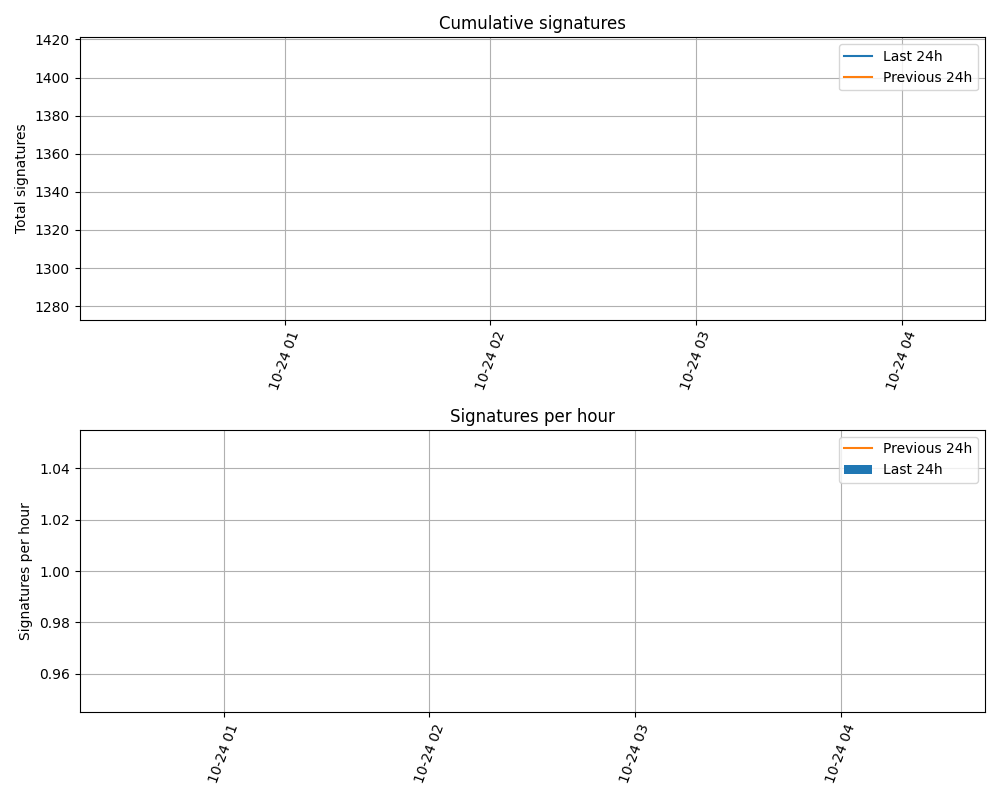 Cumulative signatures
Total signatures
1420
1400
1380
1360
1340
1320
1300
1280
Last 24h
Previous 24h
10-24 01
10-24 02
10-24 03
10-24 04
Signatures per hour
Signatures per hour
1.04
1.02
1.00
0.98
0.96
Previous 24h
Last 24h
10-24 01
10-24 02
10-24 03
10-24 04